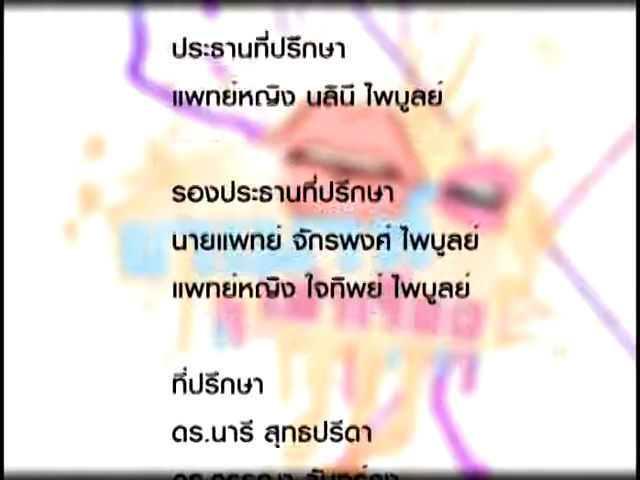 ประธานที่ปรึกษา
แพทย์หญิง นลินี ไพบูลย์
รองประธานที่ปรึกษา
นายแพทย์ จักรพงศ์ ไพบูลย์
แพทย์หญิง ใจทิพย์ ไพบูลย์
ที่ปรึกษา
ดร.นารี สุทธปรีดา